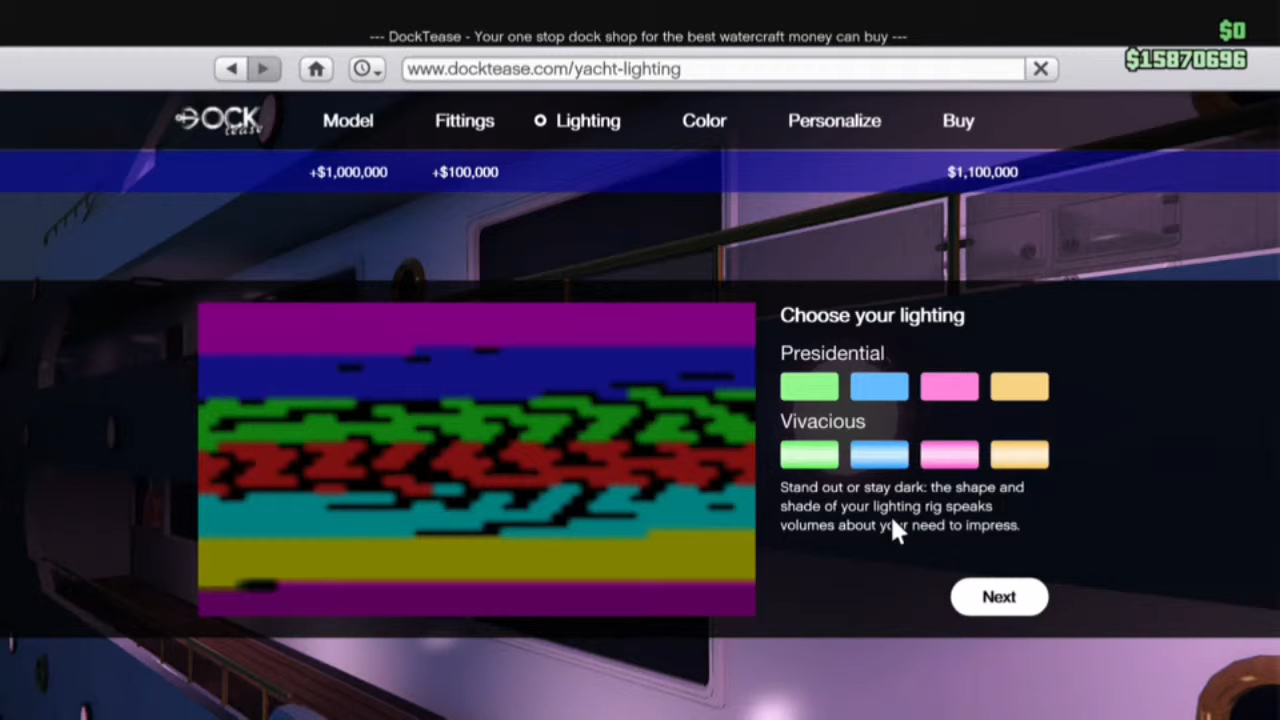 --- DockTease - Your one stop dock shop for the best watercraft money can buy ---
$0
$15870696
www.docktease.com/yacht-lighting
DOCK
tease
Model
Fittings
Lighting
Color
Personalize
Buy
+$1,000,000
+$100,000
$1,100,000
Choose your lighting
Presidential
Vivacious
Stand out or stay dark: the shape and
shade of your lighting rig speaks
volumes about your need to impress.
Next